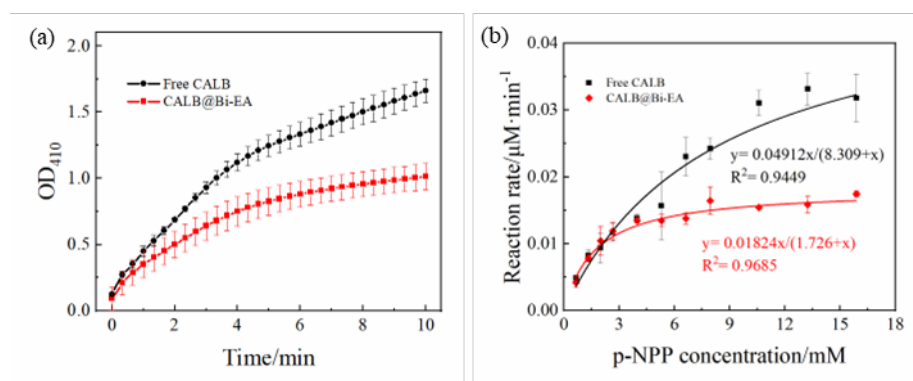 (a)
2.0
1.5
1.0
0.5
0.0
OD₄₁₀
Free CALB
CALB@Bi-EA
0 2 4 6 8 10
Time/min
(b)
0.04
0.03
0.02
0.01
0.00
Reaction rate/μM·min⁻¹
Free CALB
CALB@Bi-EA
y= 0.04912x/(8.309+x)
R²= 0.9449
y= 0.01824x/(1.726+x)
R²= 0.9685
0 3 6 9 12 15 18
p-NPP concentration/mM